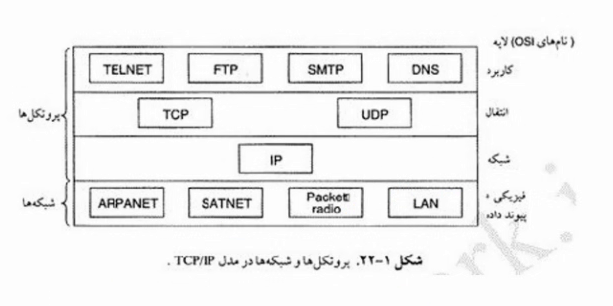 لایه (نام‌های OSI)
TELNET FTP SMTP DNS کاربرد
پروتکل‌ها
TCP UDP انتقال
IP شبکه
شبکه‌ها ARPANET SATNET Packet radio LAN فیزیکی + پیوند داده
شکل ۱-۲۲. پروتکل‌ها و شبکه‌ها در مدل TCP/IP .